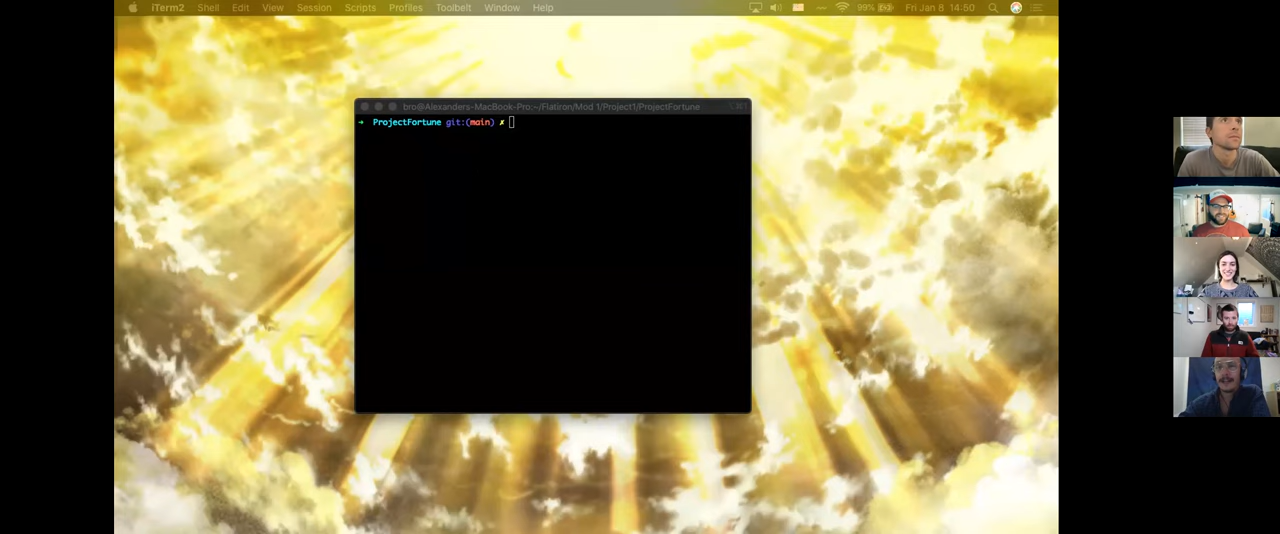 iTerm2 Shell Edit View Session Scripts Profiles Toolbelt Window Help 99% Fri Jan 8 14:50
bro@Alexanders-MacBook-Pro:~/Flatiron/Mod 1/Project1/ProjectFortune
➜ ProjectFortune git:(main) ✗